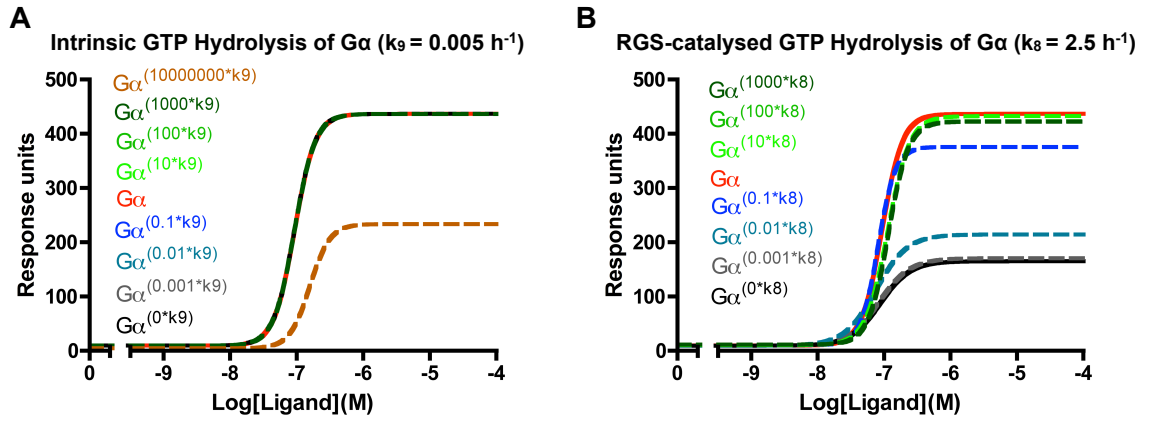 A
Intrinsic GTP Hydrolysis of Gα (k₉ = 0.005 h⁻¹)
Response units
500
400
300
200
100
0
Gα^(10000000*k9)
Gα^(1000*k9)
Gα^(100*k9)
Gα^(10*k9)
Gα
Gα^(0.1*k9)
Gα^(0.01*k9)
Gα^(0.001*k9)
Gα^(0*k9)
0 -9 -8 -7 -6 -5 -4
Log[Ligand](M)
B
RGS-catalysed GTP Hydrolysis of Gα (k₈ = 2.5 h⁻¹)
Response units
500
400
300
200
100
0
Gα^(1000*k8)
Gα^(100*k8)
Gα^(10*k8)
Gα
Gα^(0.1*k8)
Gα^(0.01*k8)
Gα^(0.001*k8)
Gα^(0*k8)
0 -9 -8 -7 -6 -5 -4
Log[Ligand](M)